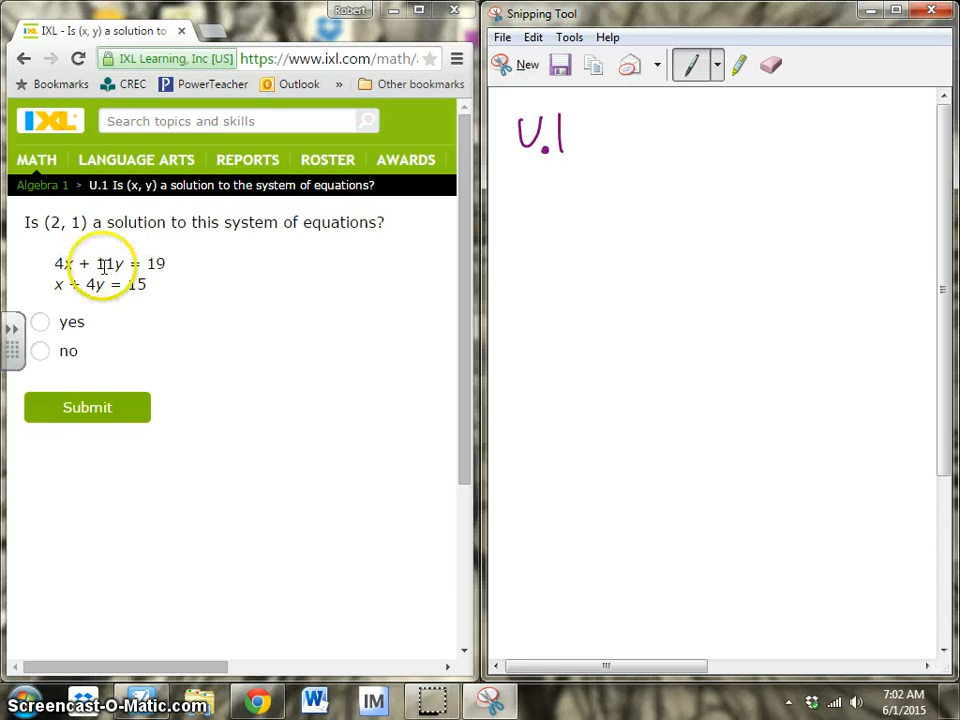 Robert
IXL - Is (x, y) a solution to
Snipping Tool
File Edit Tools Help
IXL Learning, Inc [US] https://www.ixl.com/math/
New
Bookmarks CREC PowerTeacher Outlook » Other bookmarks
IXL Search topics and skills
U.1
MATH LANGUAGE ARTS REPORTS ROSTER AWARDS
Algebra 1 > U.1 Is (x, y) a solution to the system of equations?
Is (2, 1) a solution to this system of equations?
4x + 11y = 19
x + 4y = 15
yes
no
Submit
W IM
7:02 AM
6/1/2015
Screencast-O-Matic.com